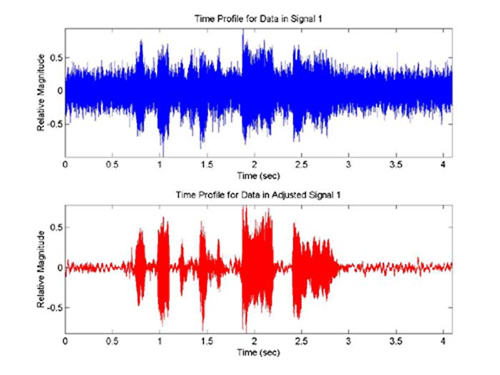 Time Profile for Data in Signal 1
Relative Magnitude
0.5
0
-0.5
0 0.5 1 1.5 2 2.5 3 3.5 4
Time (sec)
Time Profile for Data in Adjusted Signal 1
Relative Magnitude
0.5
0
-0.5
0 0.5 1 1.5 2 2.5 3 3.5 4
Time (sec)